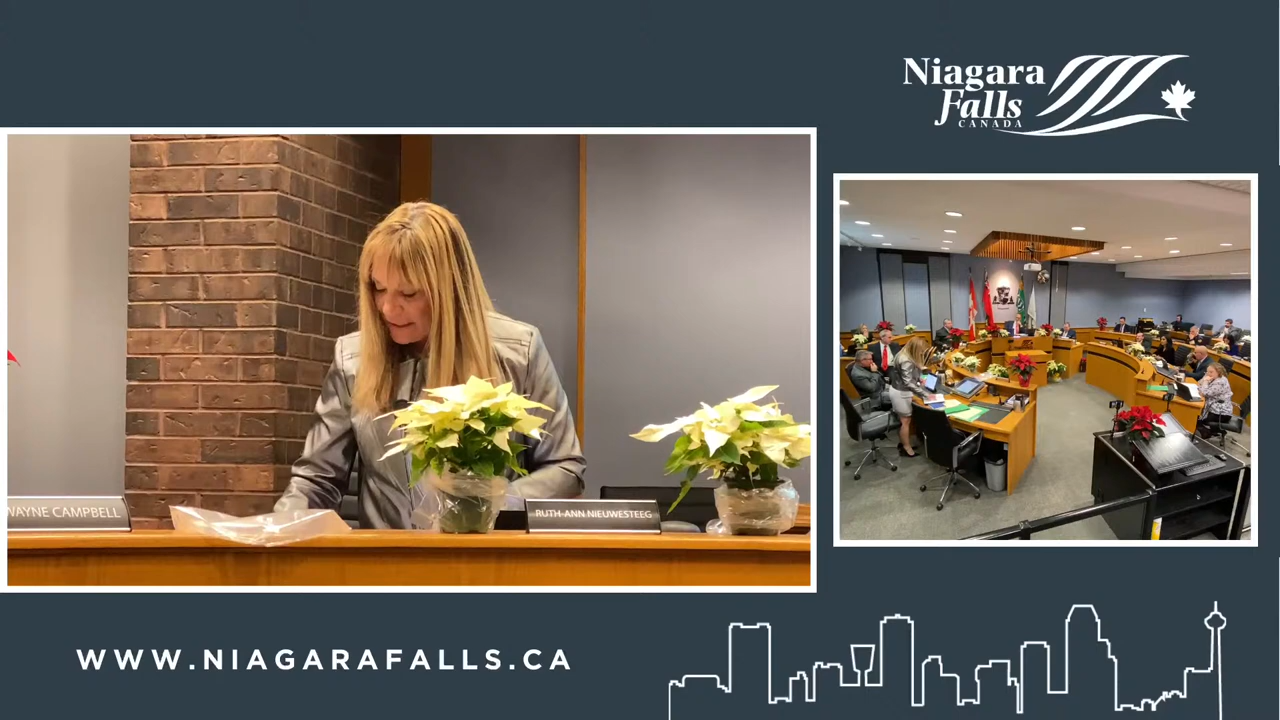 Niagara
Falls
CANADA
WAYNE CAMPBELL
RUTH-ANN NIEUWESTEEG
WWW.NIAGARAFALLS.CA